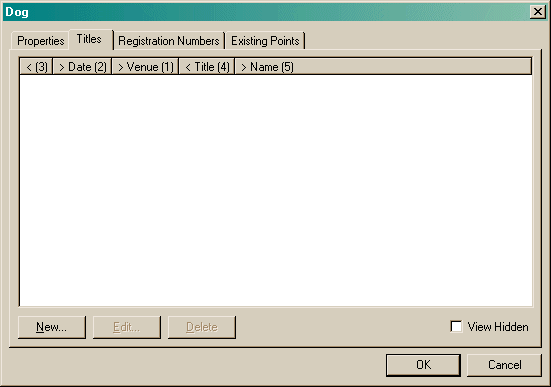 Dog
Properties Titles Registration Numbers Existing Points
< (3) > Date (2) > Venue (1) < Title (4) > Name (5)
New... Edit... Delete View Hidden
OK Cancel